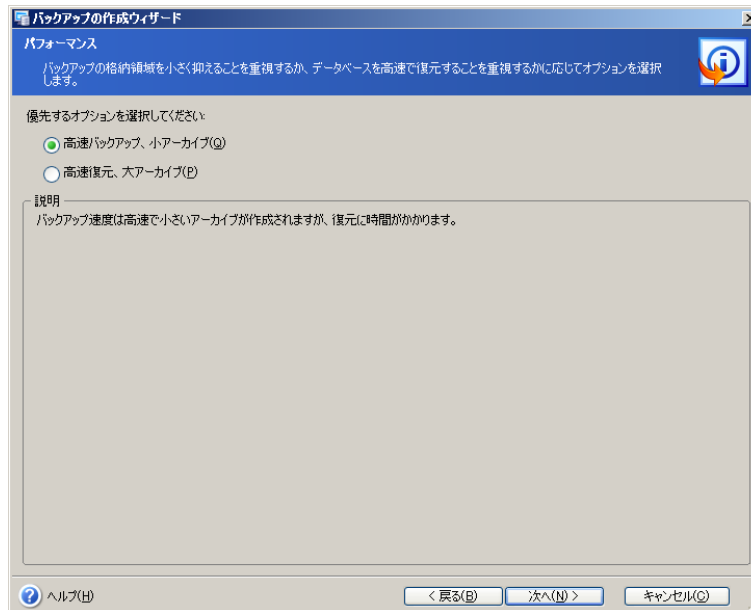 バックアップの作成ウィザード
パフォーマンス
バックアップの格納領域を小さく抑えることを重視するか、データベースを高速で復元することを重視するかに応じてオプションを選択
します。
優先するオプションを選択してください:
高速バックアップ、小アーカイブ(Q)
高速復元、大アーカイブ(P)
説明
バックアップ速度は高速で小さいアーカイブが作成されますが、復元に時間がかかります。
ヘルプ(H)
< 戻る(B)
次へ(N) >
キャンセル(C)